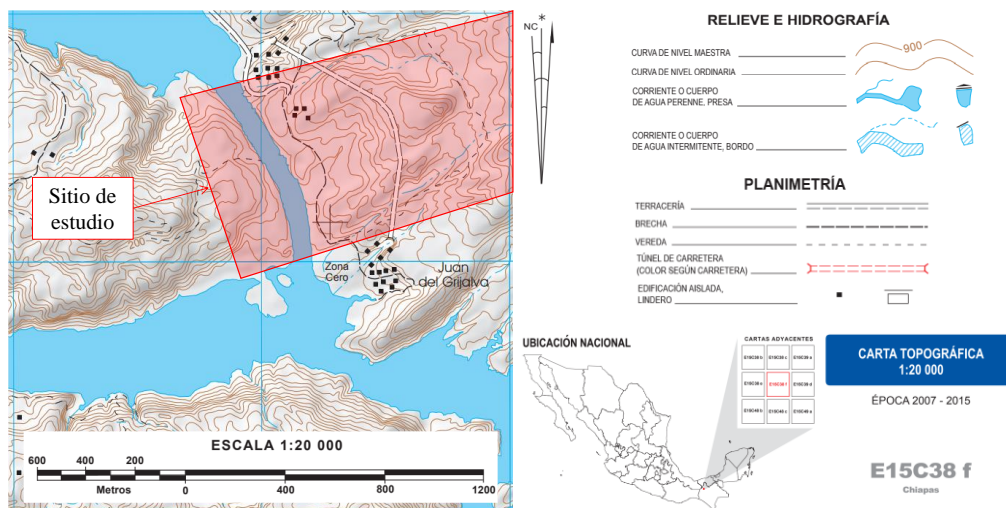 Sitio de
estudio
200
Zona
Cero
Juan
del Grijalva
ESCALA 1:20 000
600 400 200
Metros 0 400 800 1200
NC
*
RELIEVE E HIDROGRAFÍA
CURVA DE NIVEL MAESTRA
900
CURVA DE NIVEL ORDINARIA
CORRIENTE O CUERPO
DE AGUA PERENNE, PRESA
CORRIENTE O CUERPO
DE AGUA INTERMITENTE, BORDO
PLANIMETRÍA
TERRACERÍA
BRECHA
VEREDA
TÚNEL DE CARRETERA
(COLOR SEGÚN CARRETERA)
EDIFICACIÓN AISLADA,
LINDERO
UBICACIÓN NACIONAL
CARTAS ADYACENTES
E15C38 f
CARTA TOPOGRÁFICA
1:20 000
ÉPOCA 2007 - 2015
E15C38 f
Chiapas